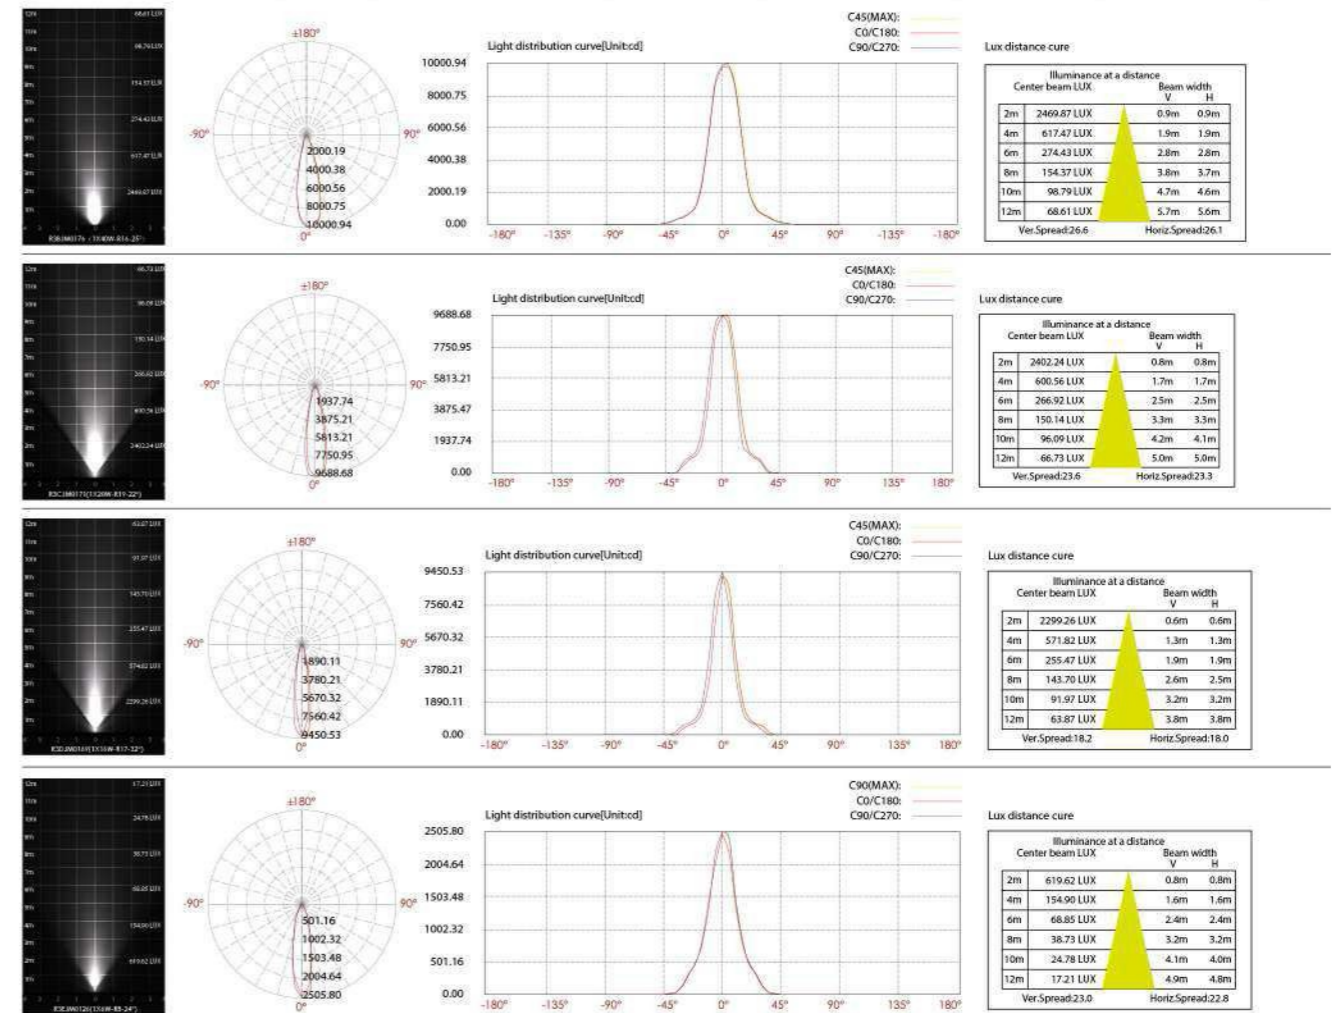 ±180°
-90°
90°
2000.19
4000.38
6000.56
8000.75
10000.94
0°
Light distribution curve[Unit:cd]
C45(MAX):
C0/C180:
C90/C270:
10000.94
8000.75
6000.56
4000.38
2000.19
0.00
-180° -135° -90° -45° 0° 45° -90° -135° -180°
Lux distance cure
Illuminance at a distance
Center beam LUX Beam width
V H
2m 2469.87 LUX 0.9m 0.9m
4m 617.47 LUX 1.9m 1.9m
6m 274.43 LUX 2.8m 2.8m
8m 154.37 LUX 3.8m 3.7m
10m 98.79 LUX 4.7m 4.6m
12m 68.61 LUX 5.7m 5.6m
Ver.Spread:26.6 Horiz.Spread:26.1
±180°
-90°
90°
1937.74
3875.21
5813.21
7750.95
9688.68
0°
Light distribution curve[Unit:cd]
C45(MAX):
C0/C180:
C90/C270:
9688.68
7750.95
5813.21
3875.47
1937.74
0.00
-180° -135° -90° -45° 0° 45° 90° 135° 180°
Lux distance cure
Illuminance at a distance
Center beam LUX Beam width
V H
2m 2402.24 LUX 0.8m 0.8m
4m 600.56 LUX 1.7m 1.7m
6m 266.92 LUX 2.5m 2.5m
8m 150.14 LUX 3.3m 3.3m
10m 96.09 LUX 4.2m 4.1m
12m 66.73 LUX 5.0m 5.0m
Ver.Spread:23.6 Horiz.Spread:23.3
±180°
-90°
90°
1890.11
3780.21
5670.32
7560.42
9450.53
0°
Light distribution curve[Unit:cd]
C45(MAX):
C0/C180:
C90/C270:
9450.53
7560.42
5670.32
3780.21
1890.11
0.00
-180° -135° -90° -45° 0° 45° 90° 135° 180°
Lux distance cure
Illuminance at a distance
Center beam LUX Beam width
V H
2m 2299.26 LUX 0.6m 0.6m
4m 571.82 LUX 1.3m 1.3m
6m 255.47 LUX 1.9m 1.9m
8m 143.70 LUX 2.6m 2.5m
10m 91.97 LUX 3.2m 3.2m
12m 63.87 LUX 3.8m 3.8m
Ver.Spread:18.2 Horiz.Spread:18.0
±180°
-90°
90°
501.16
1002.32
1503.48
2004.64
2505.80
0°
Light distribution curve[Unit:cd]
C90(MAX):
C0/C180:
C90/C270:
2505.80
2004.64
1503.48
1002.32
501.16
0.00
-180° -135° -90° -45° 0° 45° 90° 135° 180°
Lux distance cure
Illuminance at a distance
Center beam LUX Beam width
V H
2m 619.62 LUX 0.8m 0.8m
4m 154.90 LUX 1.6m 1.6m
6m 68.85 LUX 2.4m 2.4m
8m 38.73 LUX 3.2m 3.2m
10m 24.78 LUX 4.1m 4.0m
12m 17.21 LUX 4.9m 4.8m
Ver.Spread:23.0 Horiz.Spread:22.8